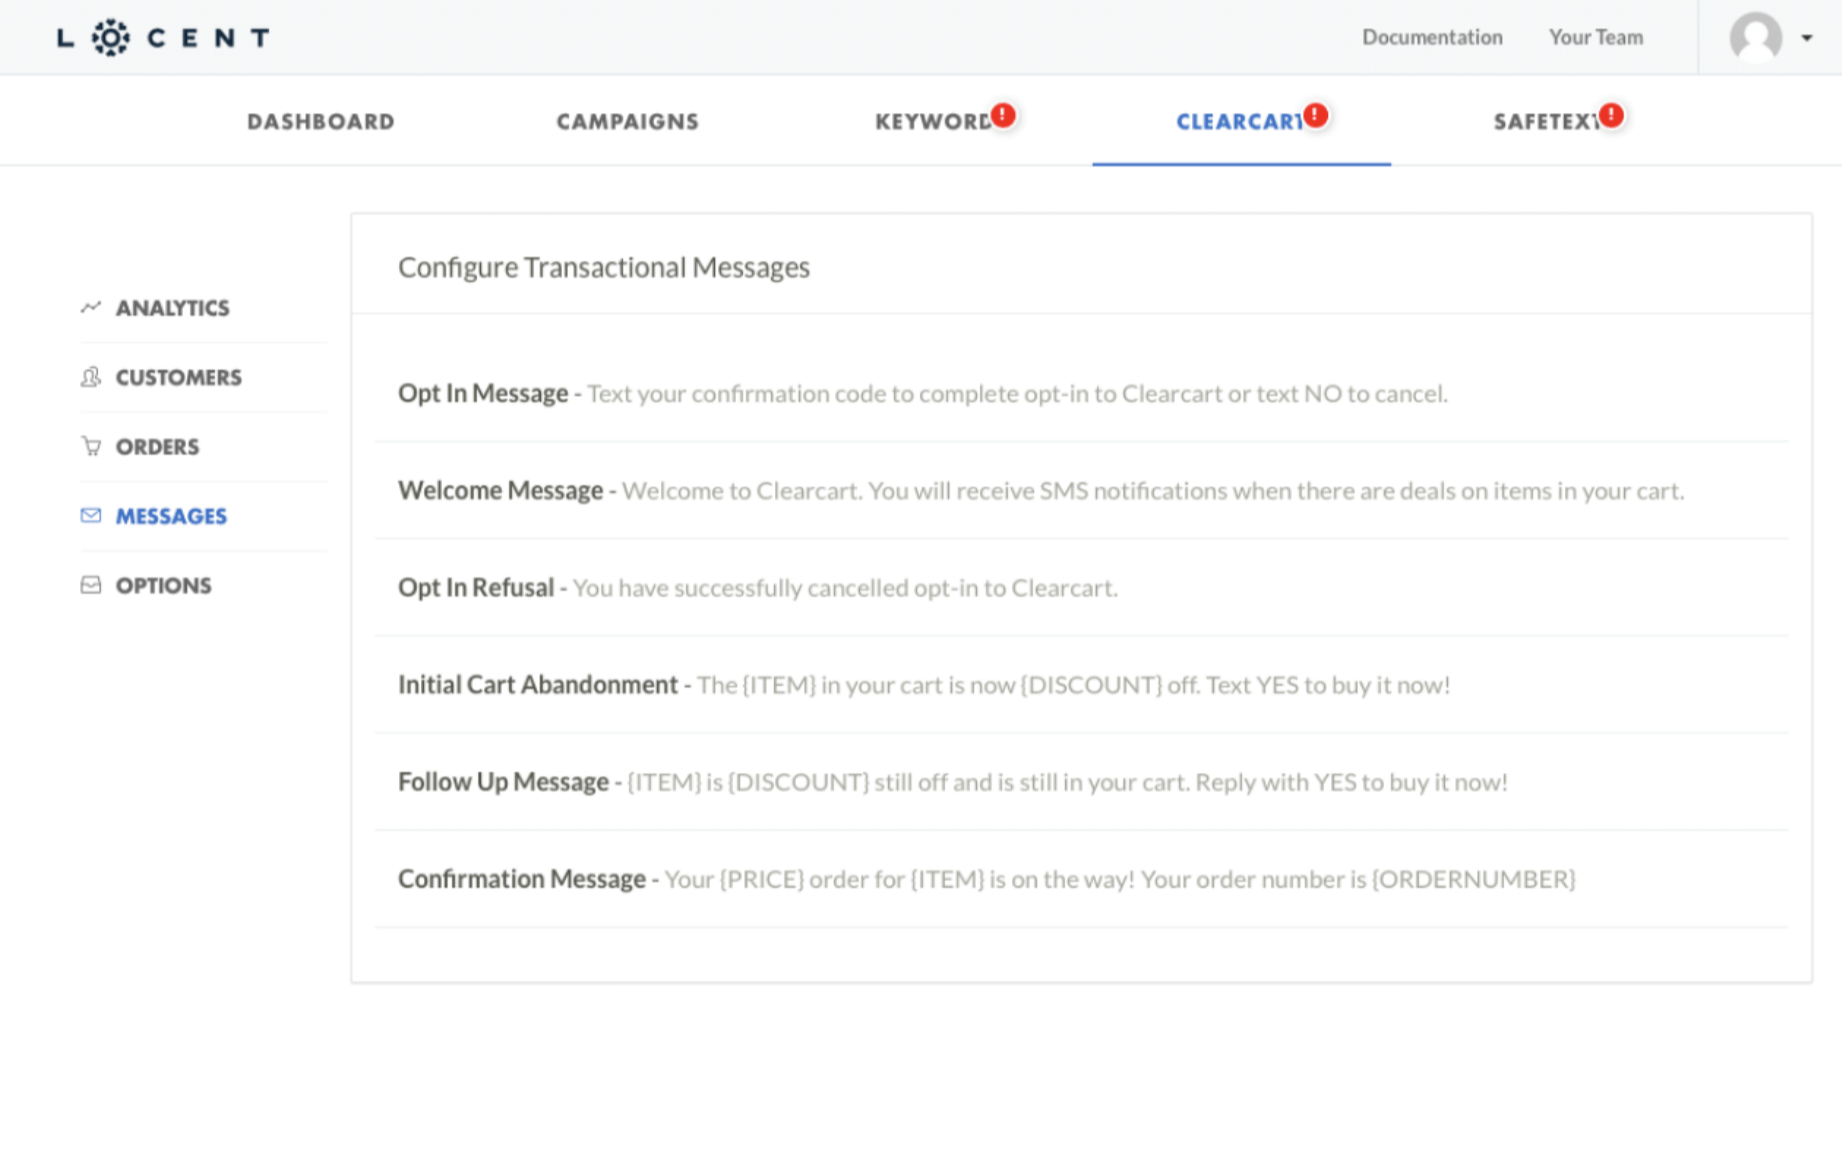 LOCENT
Documentation Your Team
DASHBOARD CAMPAIGNS KEYWORD ! CLEARCART ! SAFETEXT !
Configure Transactional Messages
ANALYTICS
CUSTOMERS
ORDERS
MESSAGES
OPTIONS
Opt In Message - Text your confirmation code to complete opt-in to Clearcart or text NO to cancel.
Welcome Message - Welcome to Clearcart. You will receive SMS notifications when there are deals on items in your cart.
Opt In Refusal - You have successfully cancelled opt-in to Clearcart.
Initial Cart Abandonment - The {ITEM} in your cart is now {DISCOUNT} off. Text YES to buy it now!
Follow Up Message - {ITEM} is {DISCOUNT} still off and is still in your cart. Reply with YES to buy it now!
Confirmation Message - Your {PRICE} order for {ITEM} is on the way! Your order number is {ORDERNUMBER}